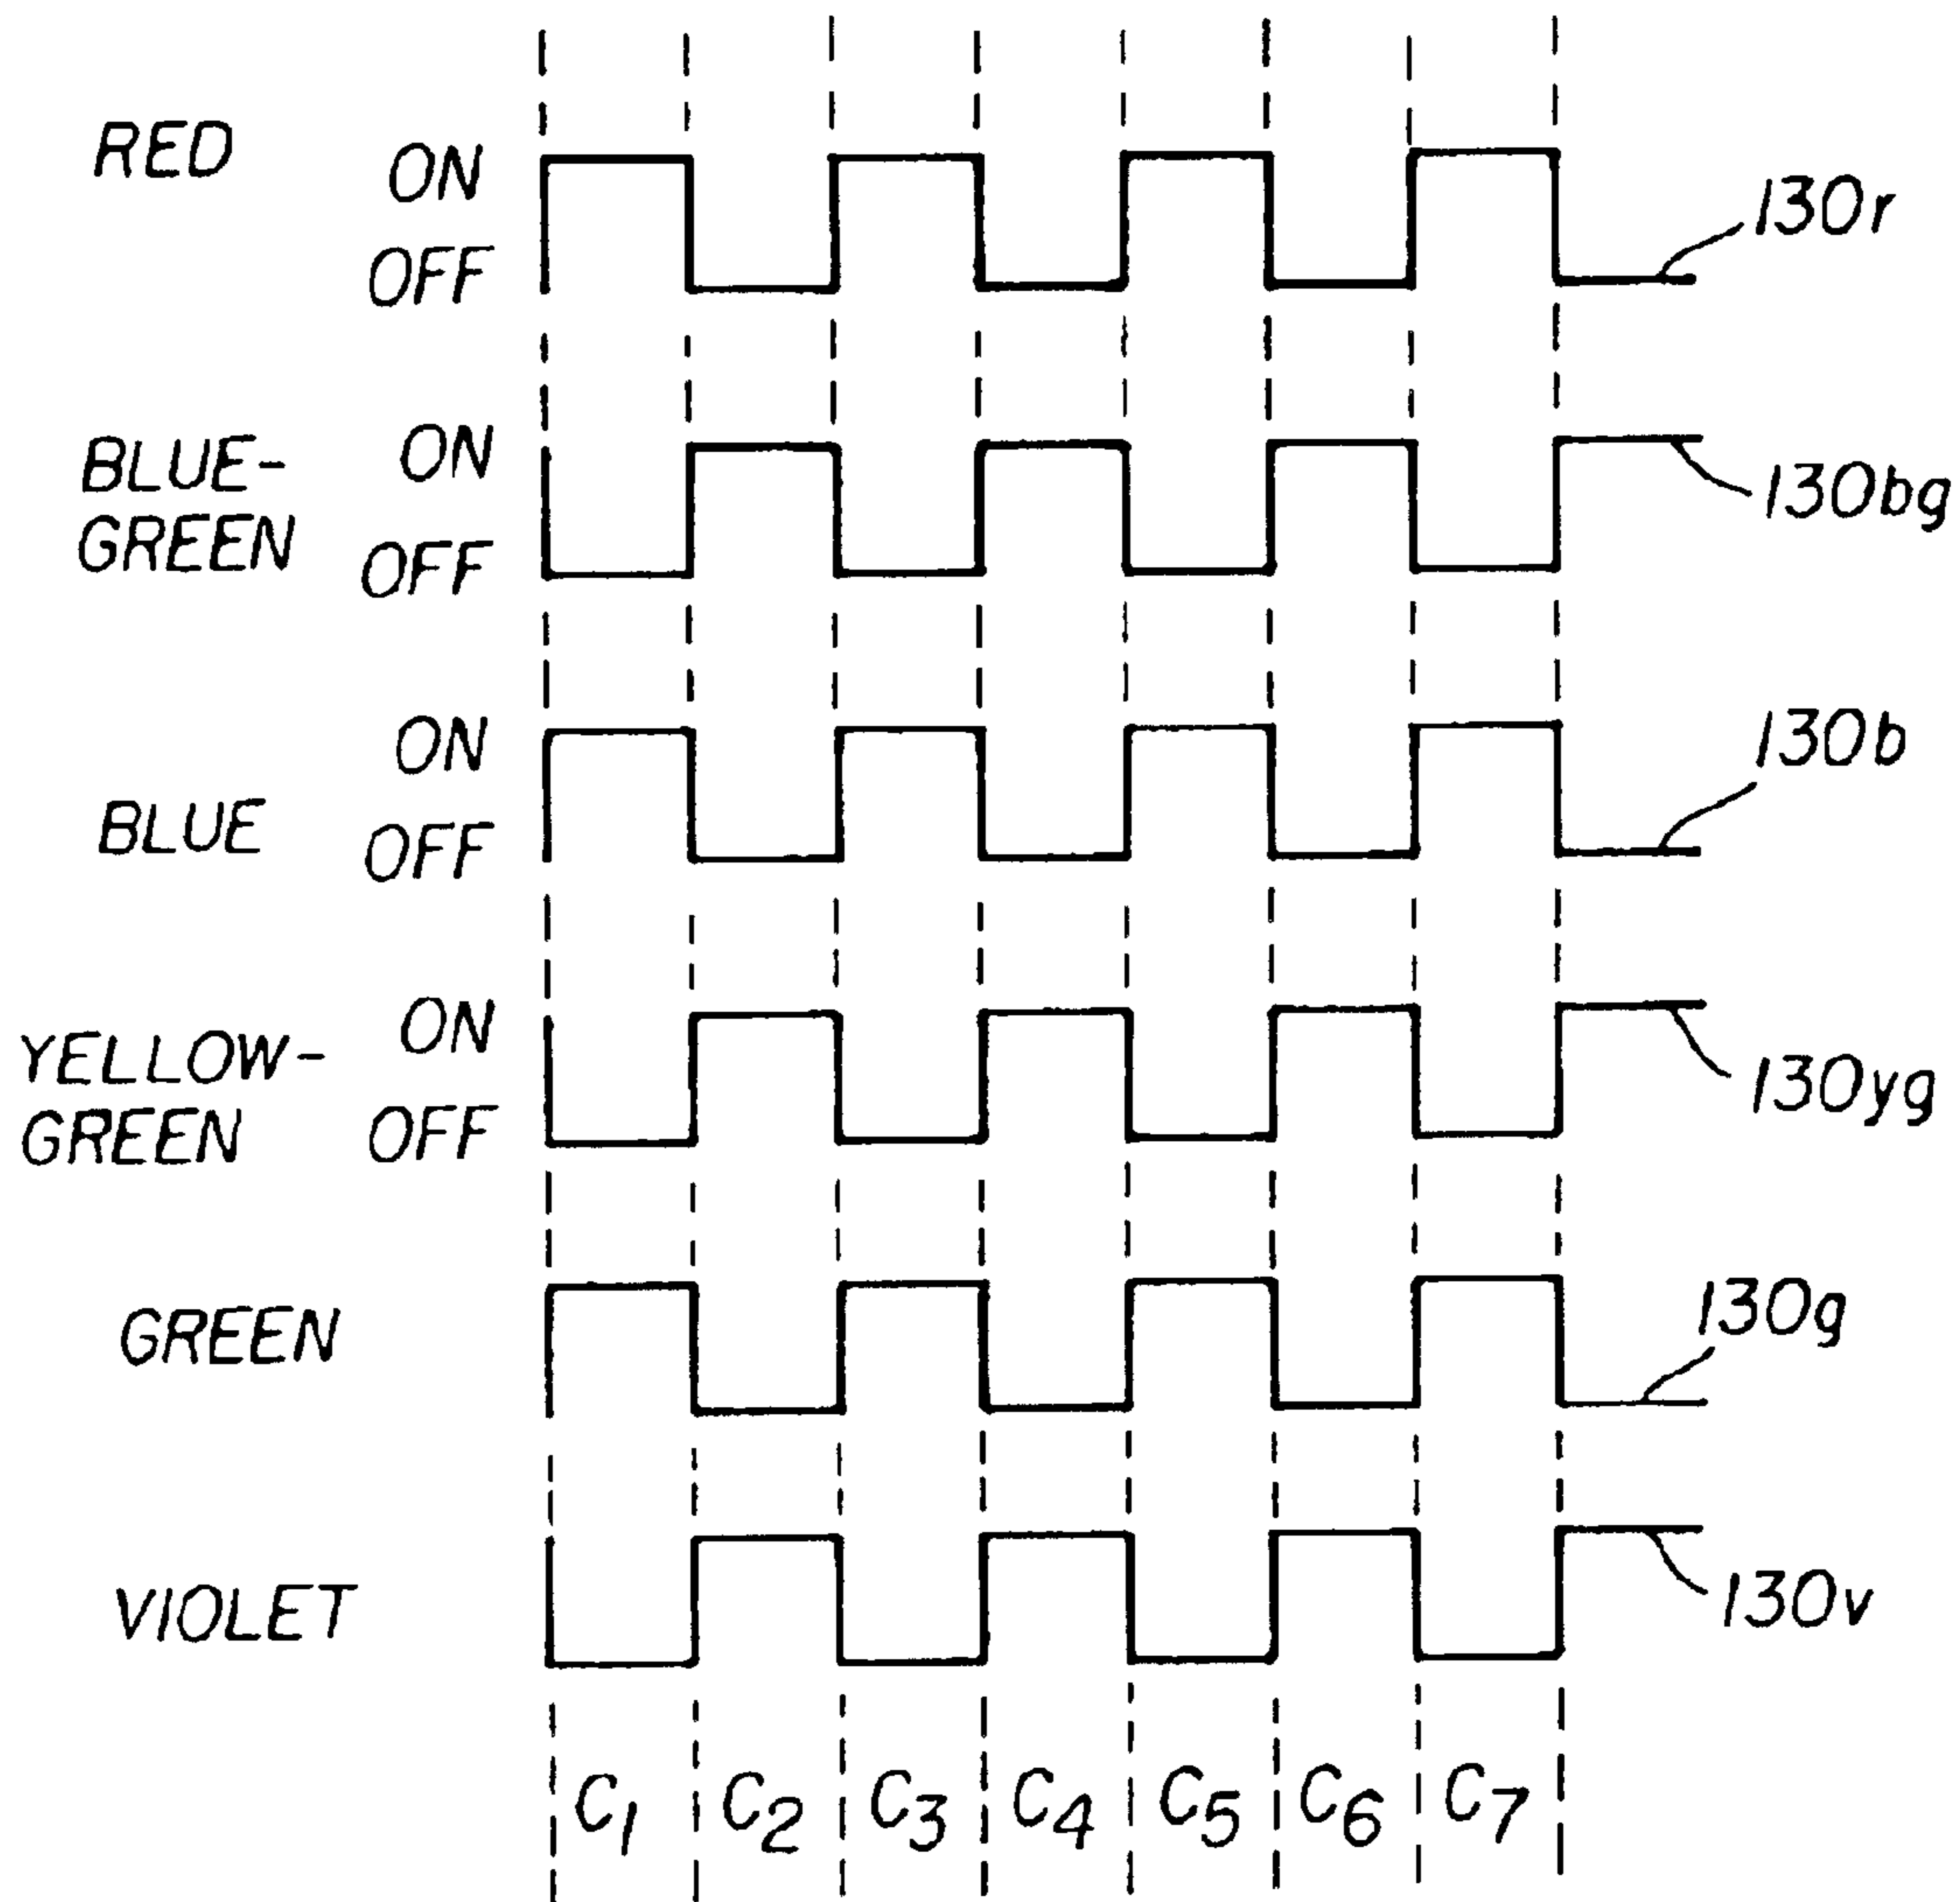 RED
ON
OFF
130r
BLUE-
GREEN
ON
OFF
130bg
BLUE
ON
OFF
130b
YELLOW-
GREEN
ON
OFF
130yg
GREEN
130g
VIOLET
130v
C1 C2 C3 C4 C5 C6 C7